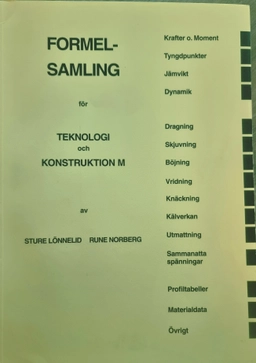 FORMEL-
SAMLING
för
TEKNOLOGI
och
KONSTRUKTION M
av
STURE LÖNNELID RUNE NORBERG
Krafter o. Moment
Tyngdpunkter
Jämvikt
Dynamik
Dragning
Skjuvning
Böjning
Vridning
Knäckning
Kälverkan
Utmattning
Sammanatta
spänningar
Profiltabeller
Materialdata
Övrigt